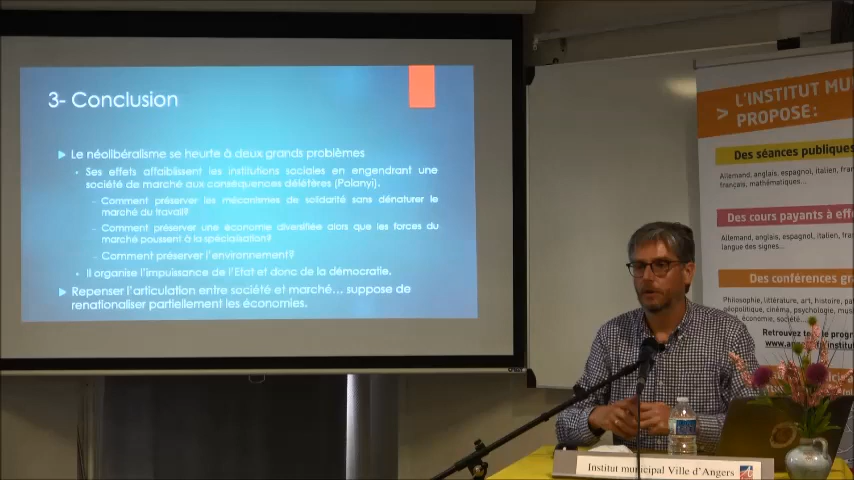 3- Conclusion
Le néolibéralisme se heurte à deux grands problèmes
Ses effets affaiblissent les institutions sociales en engendrant une
société de marché aux conséquences délétères (Polanyi).
Comment préserver les mécanismes de solidarité sans dénaturer le
marché du travail?
Comment préserver une économie diversifiée alors que les forces du
marché poussent à la spécialisation?
Comment préserver l'environnement?
Il organise l'impuissance de l'Etat et donc de la démocratie.
Repenser l'articulation entre société et marché… suppose de
renationaliser partiellement les économies.
> L'INSTITUT MU
PROPOSE :
Des séances publiques
Allemand, anglais, espagnol, italien, fran
français, mathématiques...
Des cours payants à effe
Allemand, anglais, espagnol, italien, fra
langue des signes...
Des conférences gra
Philosophie, littérature, art, histoire, pa
géopolitique, cinéma, psychologie, mus
économie, société...
Retrouvez le progr
www.
Institut municipal Ville d'Angers